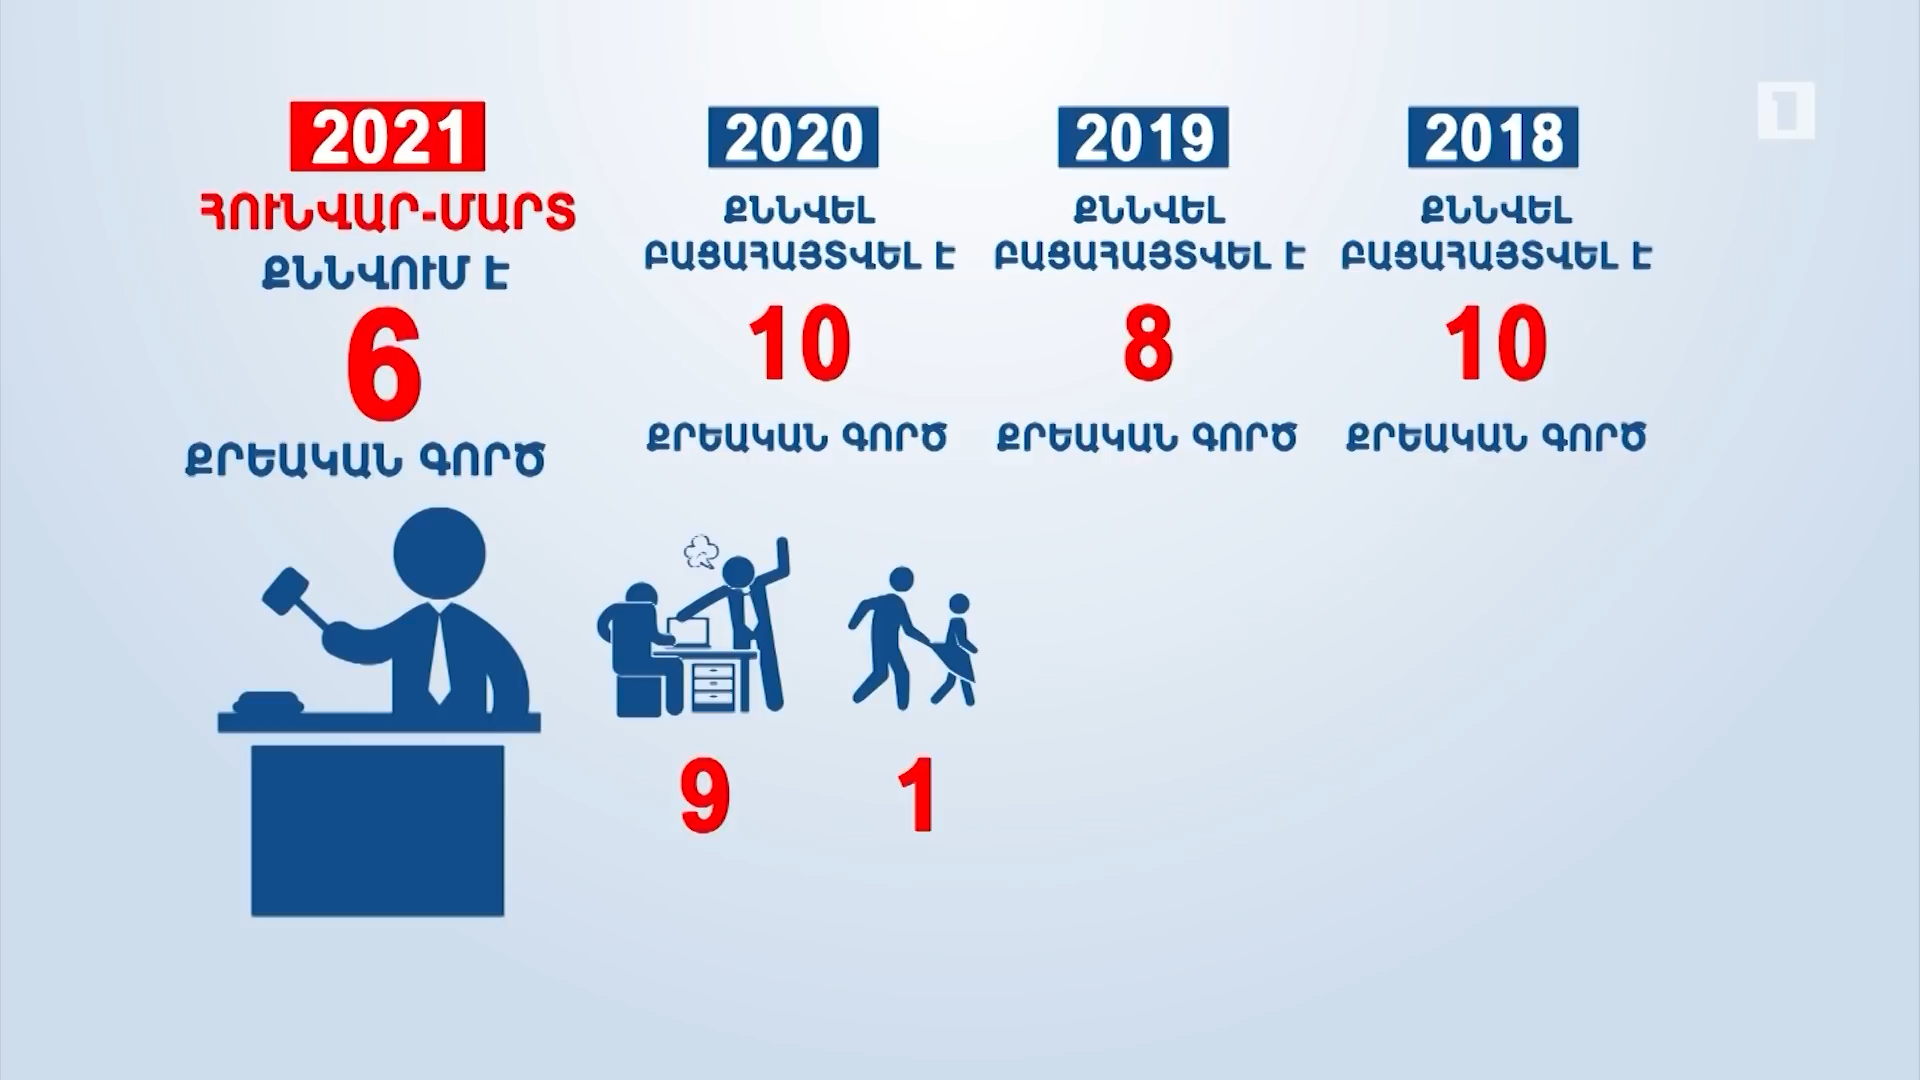 2021
ՀՈՒՆՎԱՐ-ՄԱՐՏ
ՔՆՆՎՈՒՄ Է
6
ՔՐԵԱԿԱՆ ԳՈՐԾ
2020
ՔՆՆՎԵԼ
ԲԱՑԱՀԱՅՏՎԵԼ Է
10
ՔՐԵԱԿԱՆ ԳՈՐԾ
2019
ՔՆՆՎԵԼ
ԲԱՑԱՀԱՅՏՎԵԼ Է
8
ՔՐԵԱԿԱՆ ԳՈՐԾ
2018
ՔՆՆՎԵԼ
ԲԱՑԱՀԱՅՏՎԵԼ Է
10
ՔՐԵԱԿԱՆ ԳՈՐԾ
9
1
1